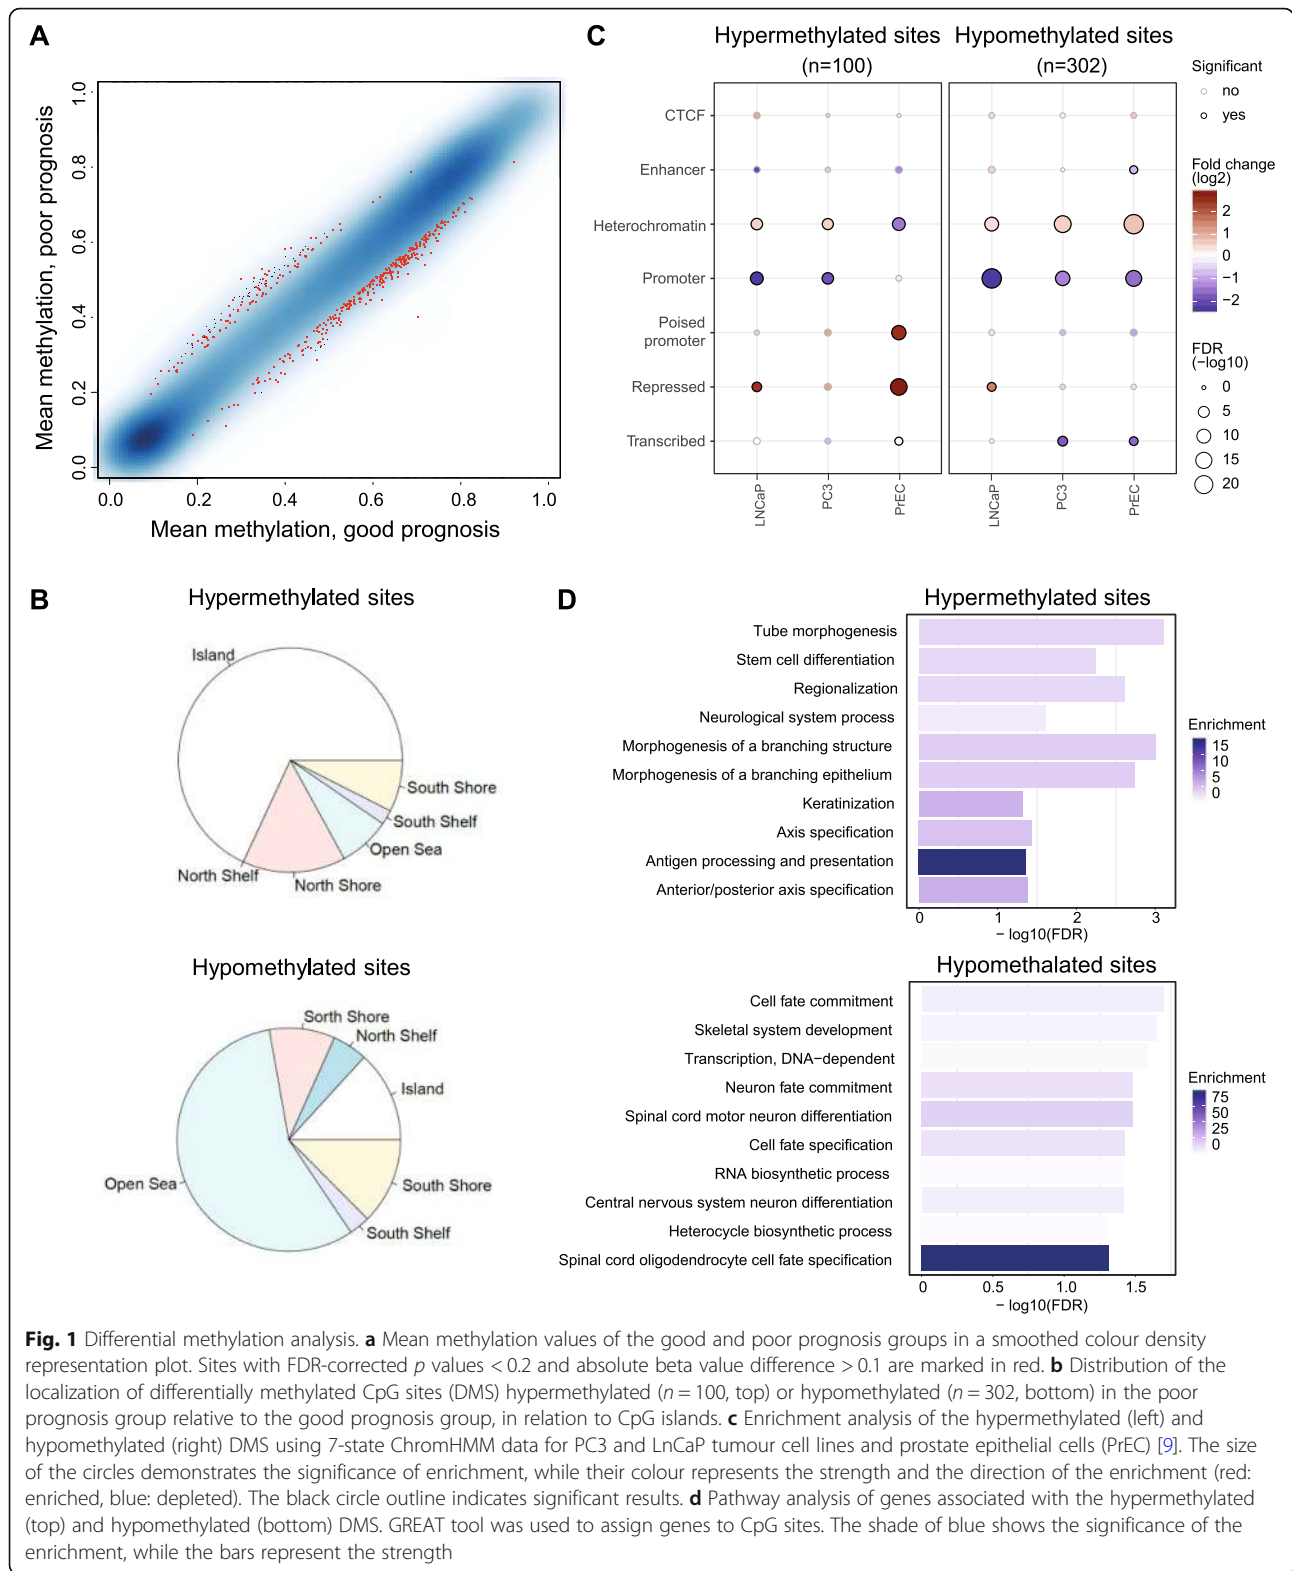 A
Mean methylation, poor prognosis
1.0
0.8
0.6
0.4
0.2
0.0
0.0 0.2 0.4 0.6 0.8 1.0
Mean methylation, good prognosis
C
Hypermethylated sites
(n=100)
Hypomethylated sites
(n=302)
CTCF
Enhancer
Heterochromatin
Promoter
Poised
promoter
Repressed
Transcribed
LNCaP
PC3
PrEC
LNCaP
PC3
PrEC
Significant
no
yes
Fold change
(log2)
2
1
0
−1
−2
FDR
(−log10)
0
5
10
15
20
B
Hypermethylated sites
Island
South Shore
South Shelf
Open Sea
North Shore
North Shelf
Hypomethylated sites
Sorth Shore
North Shelf
Island
South Shore
South Shelf
Open Sea
D
Hypermethylated sites
Tube morphogenesis
Stem cell differentiation
Regionalization
Neurological system process
Morphogenesis of a branching structure
Morphogenesis of a branching epithelium
Keratinization
Axis specification
Antigen processing and presentation
Anterior/posterior axis specification
0 1 2 3
− log10(FDR)
Enrichment
15
10
5
0
Hypomethalated sites
Cell fate commitment
Skeletal system development
Transcription, DNA−dependent
Neuron fate commitment
Spinal cord motor neuron differentiation
Cell fate specification
RNA biosynthetic process
Central nervous system neuron differentiation
Heterocycle biosynthetic process
Spinal cord oligodendrocyte cell fate specification
0 0.5 1.0 1.5
− log10(FDR)
Enrichment
75
50
25
0
Fig. 1 Differential methylation analysis. a Mean methylation values of the good and poor prognosis groups in a smoothed colour density
representation plot. Sites with FDR-corrected p values < 0.2 and absolute beta value difference > 0.1 are marked in red. b Distribution of the
localization of differentially methylated CpG sites (DMS) hypermethylated (n = 100, top) or hypomethylated (n = 302, bottom) in the poor
prognosis group relative to the good prognosis group, in relation to CpG islands. c Enrichment analysis of the hypermethylated (left) and
hypomethylated (right) DMS using 7-state ChromHMM data for PC3 and LnCaP tumour cell lines and prostate epithelial cells (PrEC) [9]. The size
of the circles demonstrates the significance of enrichment, while their colour represents the strength and the direction of the enrichment (red:
enriched, blue: depleted). The black circle outline indicates significant results. d Pathway analysis of genes associated with the hypermethylated
(top) and hypomethylated (bottom) DMS. GREAT tool was used to assign genes to CpG sites. The shade of blue shows the significance of the
enrichment, while the bars represent the strength